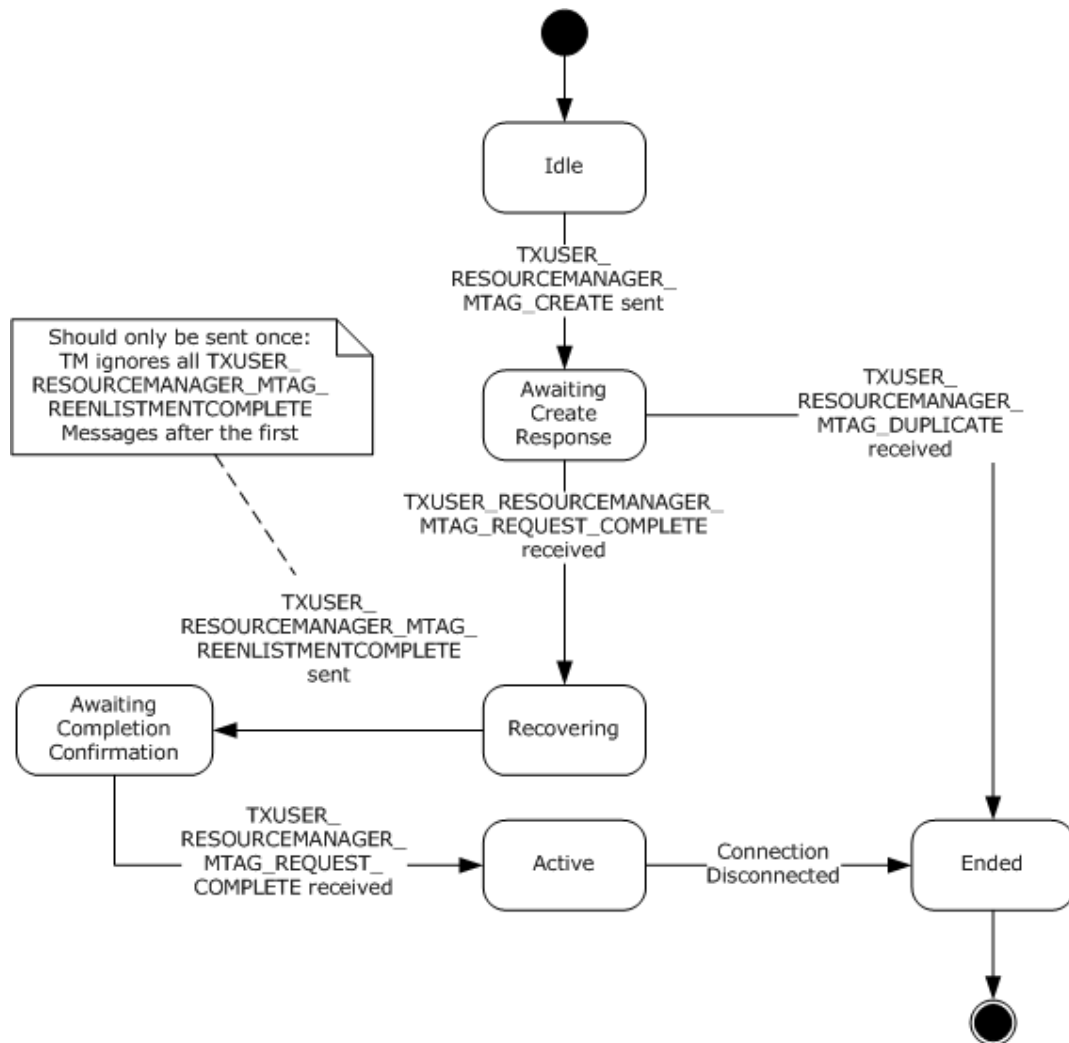 Idle
TXUSER_
RESOURCEMANAGER_
MTAG_CREATE sent
Should only be sent once:
TM ignores all TXUSER_
RESOURCEMANAGER_MTAG_
REENLISTMENTCOMPLETE
Messages after the first
Awaiting
Create
Response
TXUSER_
RESOURCEMANAGER_
MTAG_DUPLICATE
received
TXUSER_RESOURCEMANAGER_
MTAG_REQUEST_COMPLETE
received
TXUSER_
RESOURCEMANAGER_MTAG_
REENLISTMENTCOMPLETE
sent
Awaiting
Completion
Confirmation
Recovering
TXUSER_
RESOURCEMANAGER_
MTAG_REQUEST_
COMPLETE received
Active
Connection
Disconnected
Ended